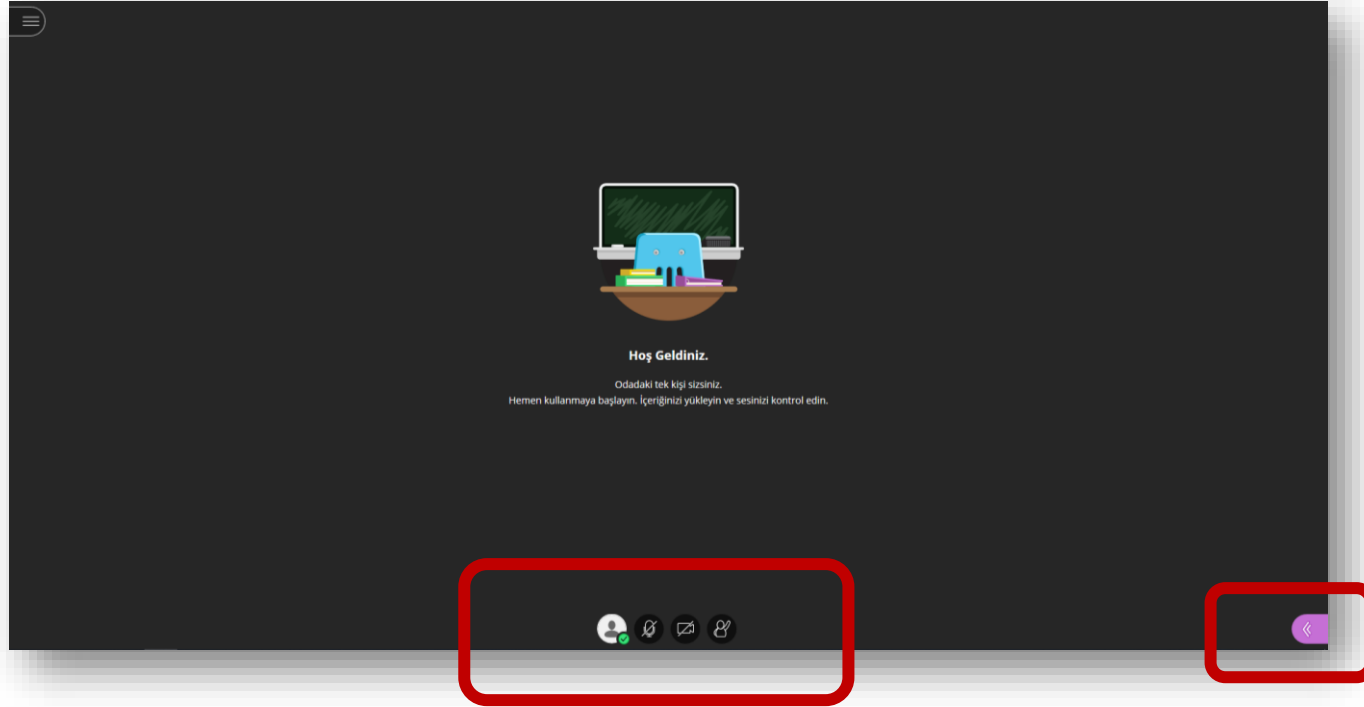 Hoş Geldiniz.
Odadaki tek kişi sizsiniz.
Hemen kullanmaya başlayın. İçeriğinizi yükleyin ve sesinizi kontrol edin.